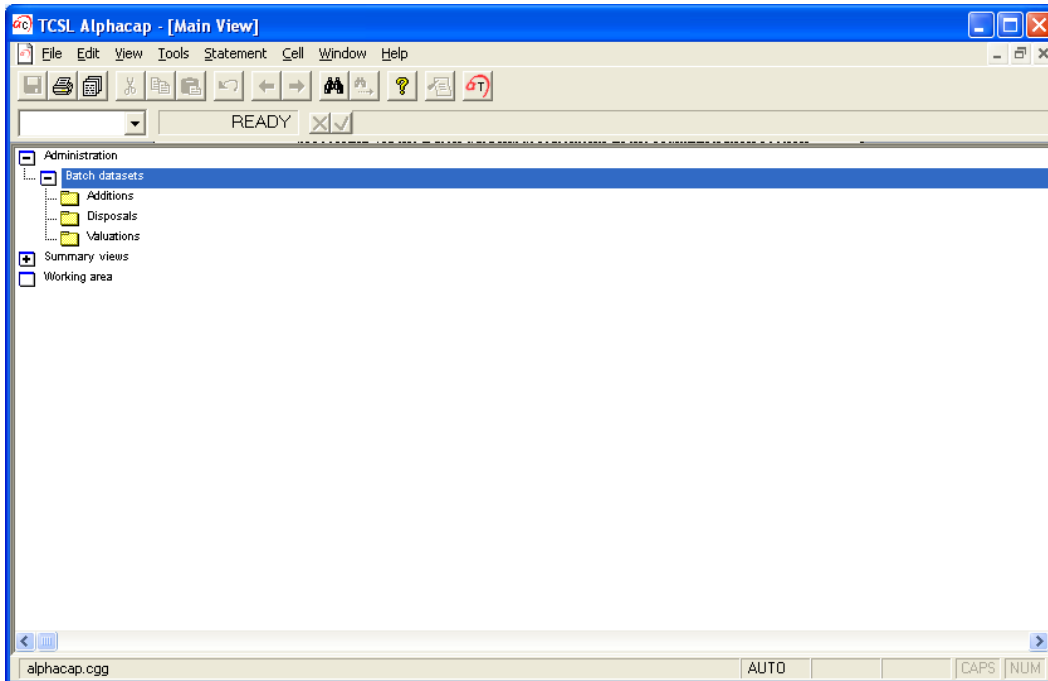 TCSL Alphacap - [Main View]
File Edit View Tools Statement Cell Window Help
READY
Administration
Batch datasets
Additions
Disposals
Valuations
Summary views
Working area
alphacap.cgg AUTO CAPS NUM